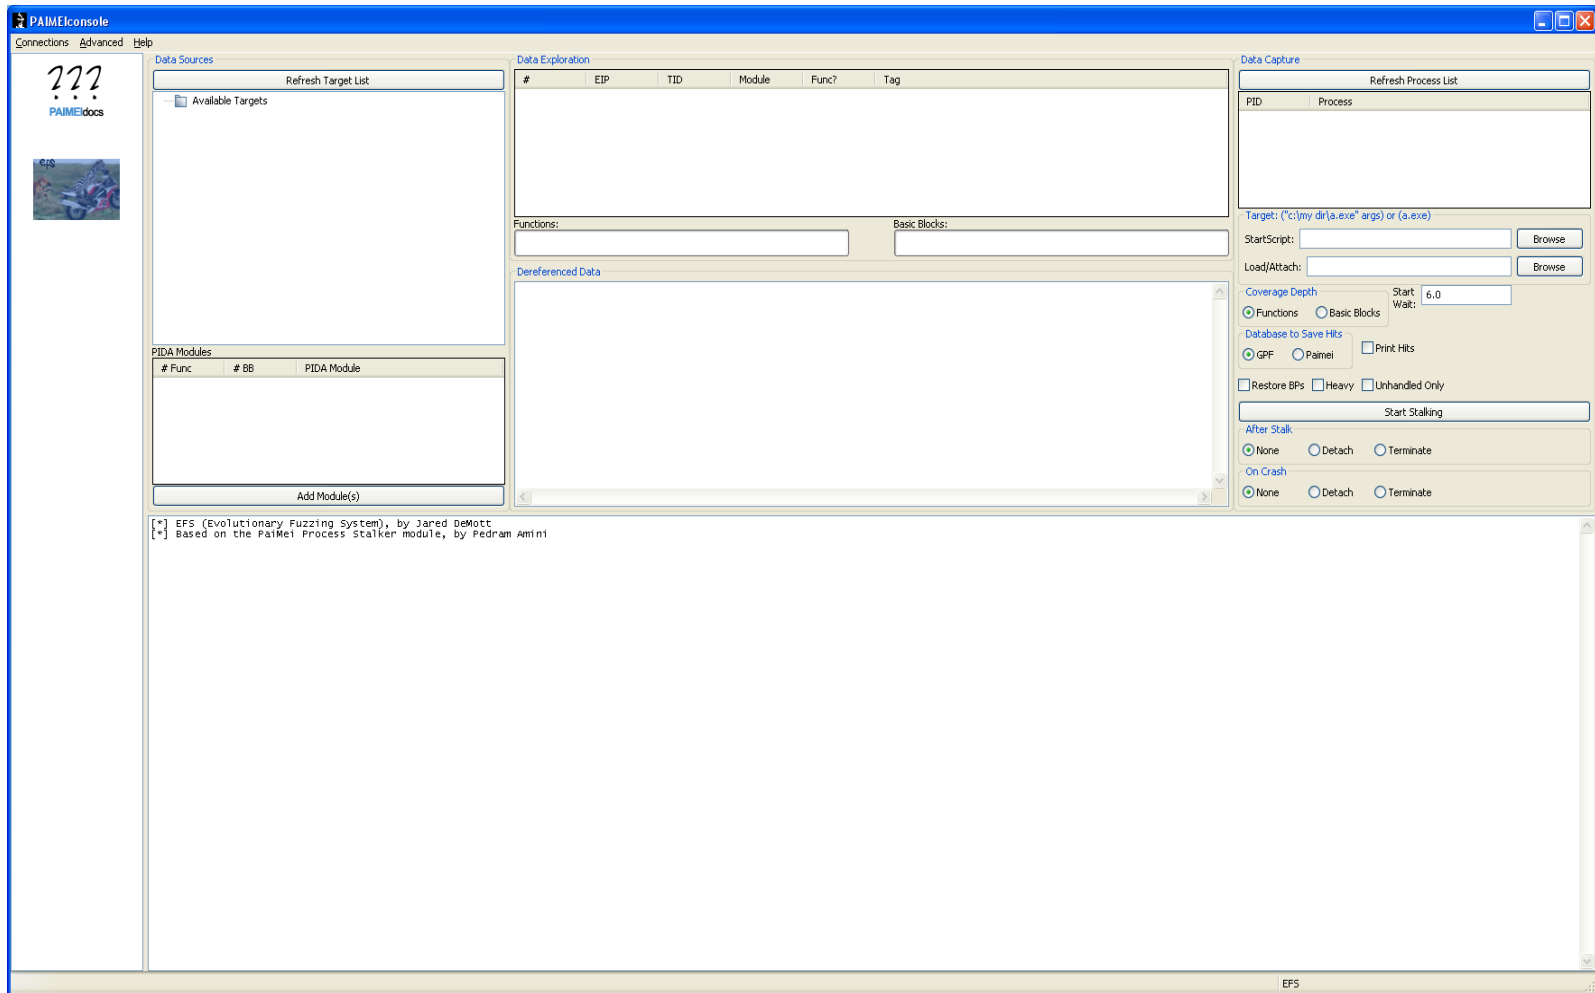 PAIMEIconsole
Connections Advanced Help
???
PAIMEIdocs
efs
Data Sources
Refresh Target List
Available Targets
PIDA Modules
# Func # BB PIDA Module
Add Module(s)
Data Exploration
# EIP TID Module Func? Tag
Functions: Basic Blocks:
Dereferenced Data
Data Capture
Refresh Process List
PID Process
Target: ("c:\my dir\a.exe" args) or (a.exe)
StartScript: Browse
Load/Attach: Browse
Coverage Depth
Functions Basic Blocks
Start Wait: 6.0
Database to Save Hits
GPF Paimei
Print Hits
Restore BPs Heavy Unhandled Only
Start Stalking
After Stalk
None Detach Terminate
On Crash
None Detach Terminate
[*] EFS (Evolutionary Fuzzing System), by Jared DeMott
[*] Based on the PaiMei Process Stalker module, by Pedram Amini
EFS